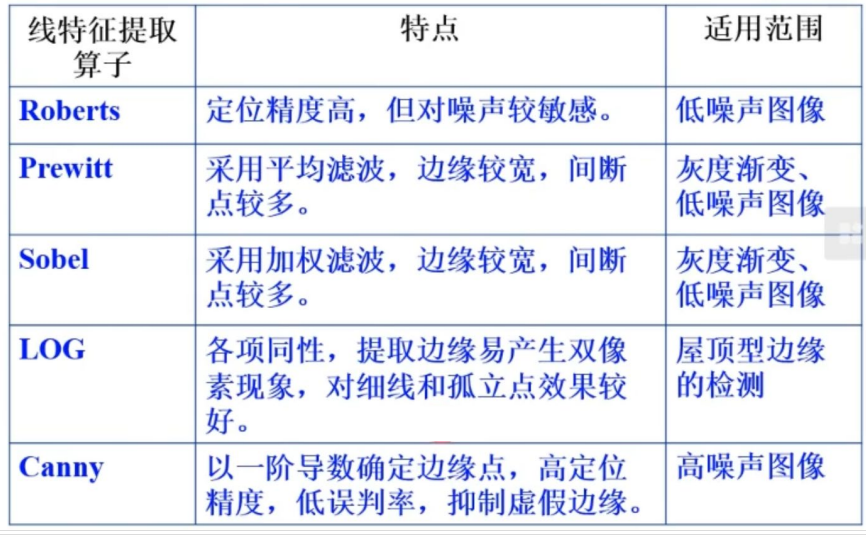 线特征提取
算子
特点
适用范围
Roberts
定位精度高，但对噪声较敏感。
低噪声图像
Prewitt
采用平均滤波，边缘较宽，间断
点较多。
灰度渐变、
低噪声图像
Sobel
采用加权滤波，边缘较宽，间断
点较多。
灰度渐变、
低噪声图像
LOG
各项同性，提取边缘易产生双像
素现象，对细线和孤立点效果较
好。
屋顶型边缘
的检测
Canny
以一阶导数确定边缘点，高定位
精度，低误判率，抑制虚假边缘。
高噪声图像